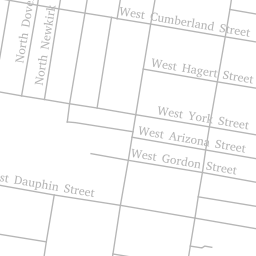 West Cumberland Street
North Dove
North Newkirk
West Hagert Street
West York Street
West Arizona Street
West Gordon Street
st Dauphin Street